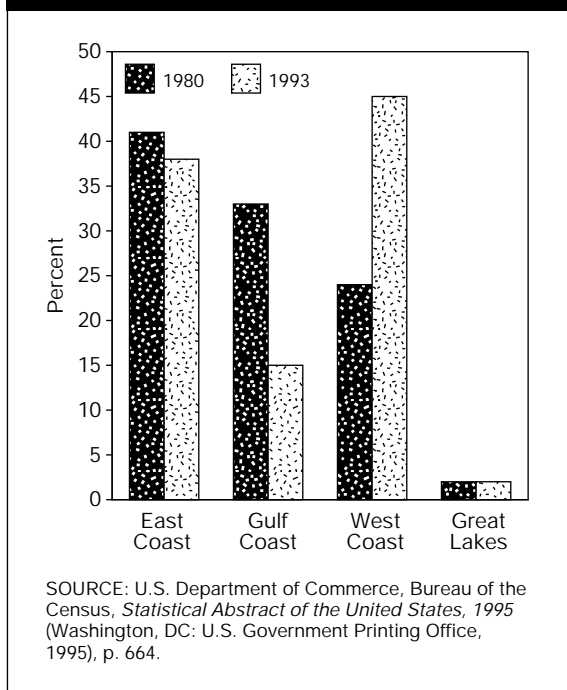 50
45
40
35
30
25
20
15
10
5
0
Percent
1980 1993
East Coast
Gulf Coast
West Coast
Great Lakes
SOURCE: U.S. Department of Commerce, Bureau of the
Census, Statistical Abstract of the United States, 1995
(Washington, DC: U.S. Government Printing Office,
1995), p. 664.